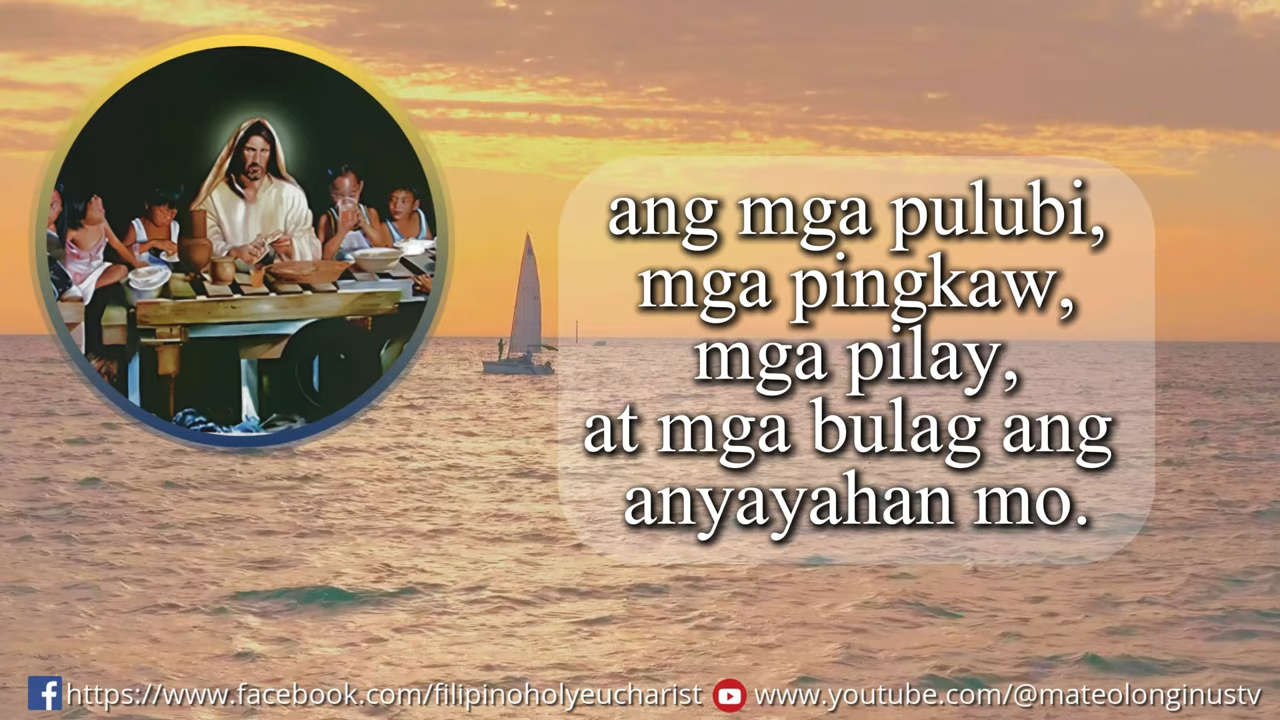 ang mga pulubi,
mga pingkaw,
mga pilay,
at mga bulag ang
anyayahan mo.
https://www.facebook.com/filipinoholyeucharist www.youtube.com/@mateolonginustv